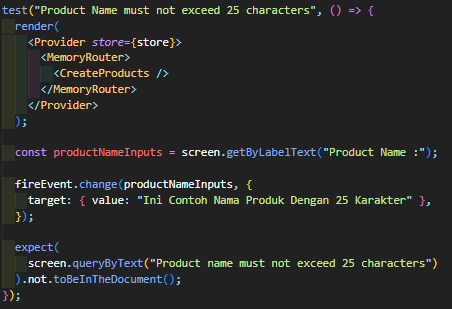 test("Product Name must not exceed 25 characters", () => {
  render(
    <Provider store={store}>
      <MemoryRouter>
        <CreateProducts />
      </MemoryRouter>
    </Provider>
  );

  const productNameInputs = screen.getByLabelText("Product Name :");

  fireEvent.change(productNameInputs, {
    target: { value: "Ini Contoh Nama Produk Dengan 25 Karakter" },
  });

  expect(
    screen.queryByText("Product name must not exceed 25 characters")
  ).not.toBeInTheDocument();
});